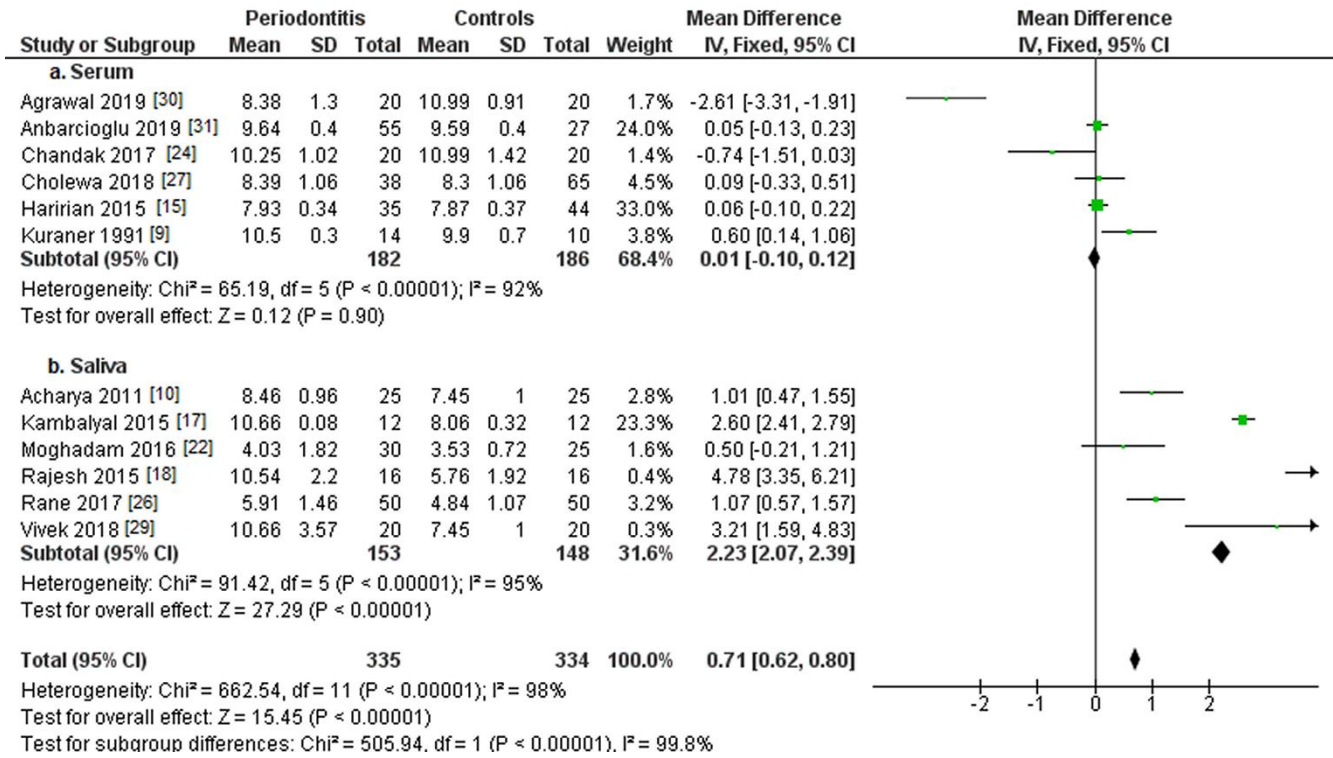 Periodontitis Controls Mean Difference Mean Difference
Study or Subgroup Mean SD Total Mean SD Total Weight IV, Fixed, 95% CI IV, Fixed, 95% CI
a. Serum
Agrawal 2019 [30] 8.38 1.3 20 10.99 0.91 20 1.7% -2.61 [-3.31, -1.91]
Anbarcioglu 2019 [31] 9.64 0.4 55 9.59 0.4 27 24.0% 0.05 [-0.13, 0.23]
Chandak 2017 [24] 10.25 1.02 20 10.99 1.42 20 1.4% -0.74 [-1.51, 0.03]
Cholewa 2018 [27] 8.39 1.06 38 8.3 1.06 65 4.5% 0.09 [-0.33, 0.51]
Haririan 2015 [15] 7.93 0.34 35 7.87 0.37 44 33.0% 0.06 [-0.10, 0.22]
Kuraner 1991 [9] 10.5 0.3 14 9.9 0.7 10 3.8% 0.60 [0.14, 1.06]
Subtotal (95% CI) 182 186 68.4% 0.01 [-0.10, 0.12]
Heterogeneity: Chi² = 65.19, df = 5 (P < 0.00001); I² = 92%
Test for overall effect: Z = 0.12 (P = 0.90)
b. Saliva
Acharya 2011 [10] 8.46 0.96 25 7.45 1 25 2.8% 1.01 [0.47, 1.55]
Kambalyal 2015 [17] 10.66 0.08 12 8.06 0.32 12 23.3% 2.60 [2.41, 2.79]
Moghadam 2016 [22] 4.03 1.82 30 3.53 0.72 25 1.6% 0.50 [-0.21, 1.21]
Rajesh 2015 [18] 10.54 2.2 16 5.76 1.92 16 0.4% 4.78 [3.35, 6.21]
Rane 2017 [26] 5.91 1.46 50 4.84 1.07 50 3.2% 1.07 [0.57, 1.57]
Vivek 2018 [29] 10.66 3.57 20 7.45 1 20 0.3% 3.21 [1.59, 4.83]
Subtotal (95% CI) 153 148 31.6% 2.23 [2.07, 2.39]
Heterogeneity: Chi² = 91.42, df = 5 (P < 0.00001); I² = 95%
Test for overall effect: Z = 27.29 (P < 0.00001)
Total (95% CI) 335 334 100.0% 0.71 [0.62, 0.80]
Heterogeneity: Chi² = 662.54, df = 11 (P < 0.00001); I² = 98%
Test for overall effect: Z = 15.45 (P < 0.00001)
Test for subgroup differences: Chi² = 505.94, df = 1 (P < 0.00001), I² = 99.8%
-2 -1 0 1 2